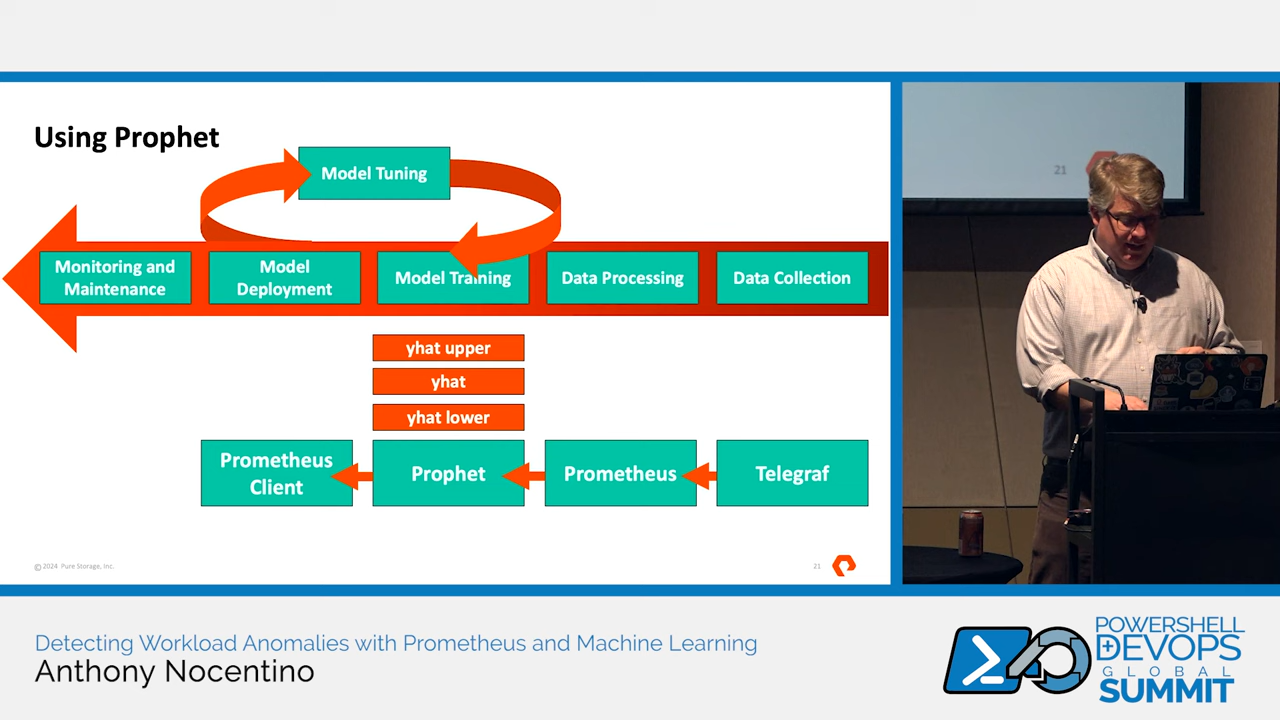 Using Prophet
Model Tuning
Monitoring and
Maintenance
Model
Deployment
Model Training
Data Processing
Data Collection
yhat upper
yhat
yhat lower
Prometheus
Client
Prophet
Prometheus
Telegraf
© 2024 Pure Storage, Inc.
21
21
Detecting Workload Anomalies with Prometheus and Machine Learning
Anthony Nocentino
POWERSHELL
DEVOPS
GLOBAL
SUMMIT